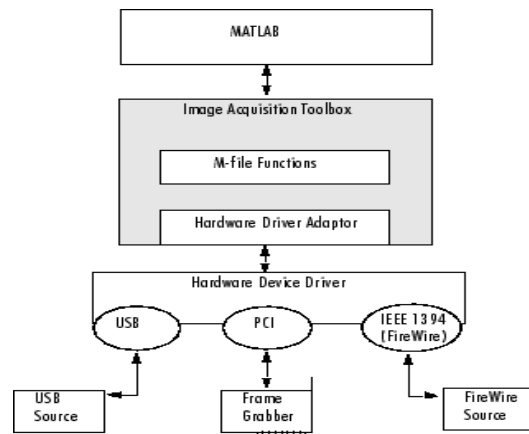 MATLAB
Image Acquisition Toolbox
M-file Functions
Hardware Driver Adaptor
Hardware Device Driver
USB
PCI
IEEE 1394
(FireWire)
USB
Source
Frame
Grabber
FireWire
Source